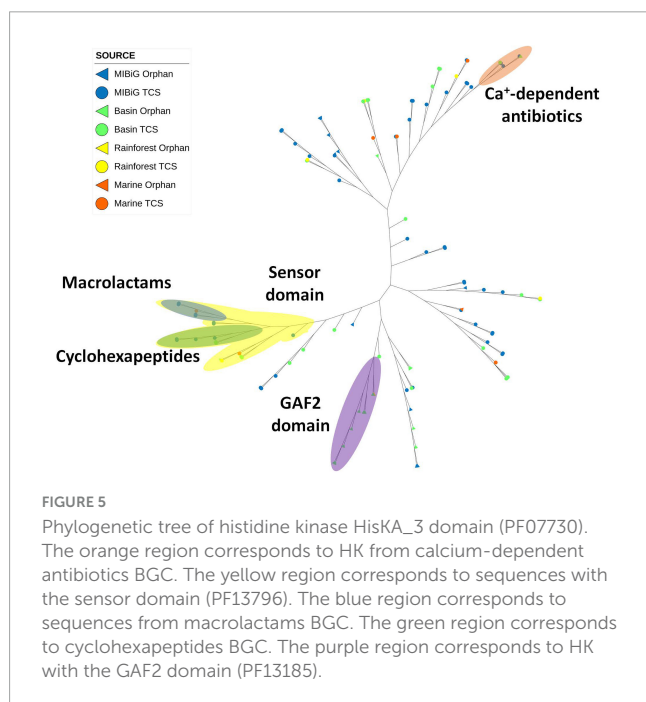 SOURCE
MIBiG Orphan
MIBiG TCS
Basin Orphan
Basin TCS
Rainforest Orphan
Rainforest TCS
Marine Orphan
Marine TCS
Ca⁺-dependent
antibiotics
Macrolactams
Sensor
domain
Cyclohexapeptides
GAF2
domain
FIGURE 5
Phylogenetic tree of histidine kinase HisKA_3 domain (PF07730).
The orange region corresponds to HK from calcium-dependent
antibiotics BGC. The yellow region corresponds to sequences with
the sensor domain (PF13796). The blue region corresponds to
sequences from macrolactams BGC. The green region corresponds
to cyclohexapeptides BGC. The purple region corresponds to HK
with the GAF2 domain (PF13185).